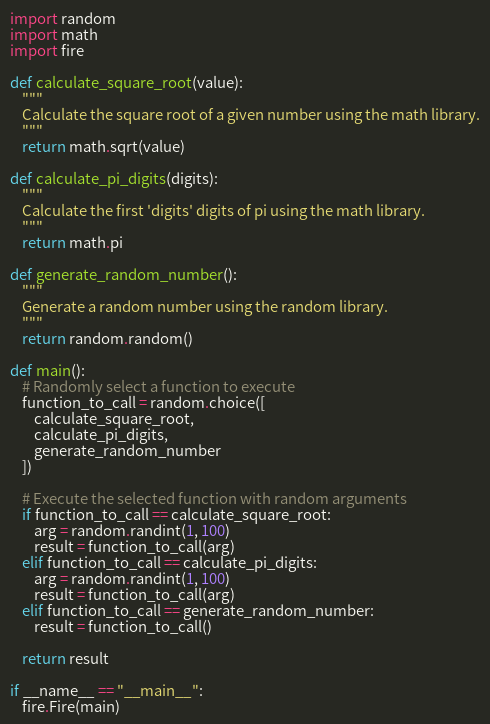 import random
import math
import fire

def calculate_square_root(value):
    """
    Calculate the square root of a given number using the math library.
    """
    return math.sqrt(value)

def calculate_pi_digits(digits):
    """
    Calculate the first 'digits' digits of pi using the math library.
    """
    return math.pi

def generate_random_number():
    """
    Generate a random number using the random library.
    """
    return random.random()

def main():
    # Randomly select a function to execute
    function_to_call = random.choice([
        calculate_square_root,
        calculate_pi_digits,
        generate_random_number
    ])

    # Execute the selected function with random arguments
    if function_to_call == calculate_square_root:
        arg = random.randint(1, 100)
        result = function_to_call(arg)
    elif function_to_call == calculate_pi_digits:
        arg = random.randint(1, 100)
        result = function_to_call(arg)
    elif function_to_call == generate_random_number:
        result = function_to_call()

    return result

if __name__ == "__main__":
    fire.Fire(main)